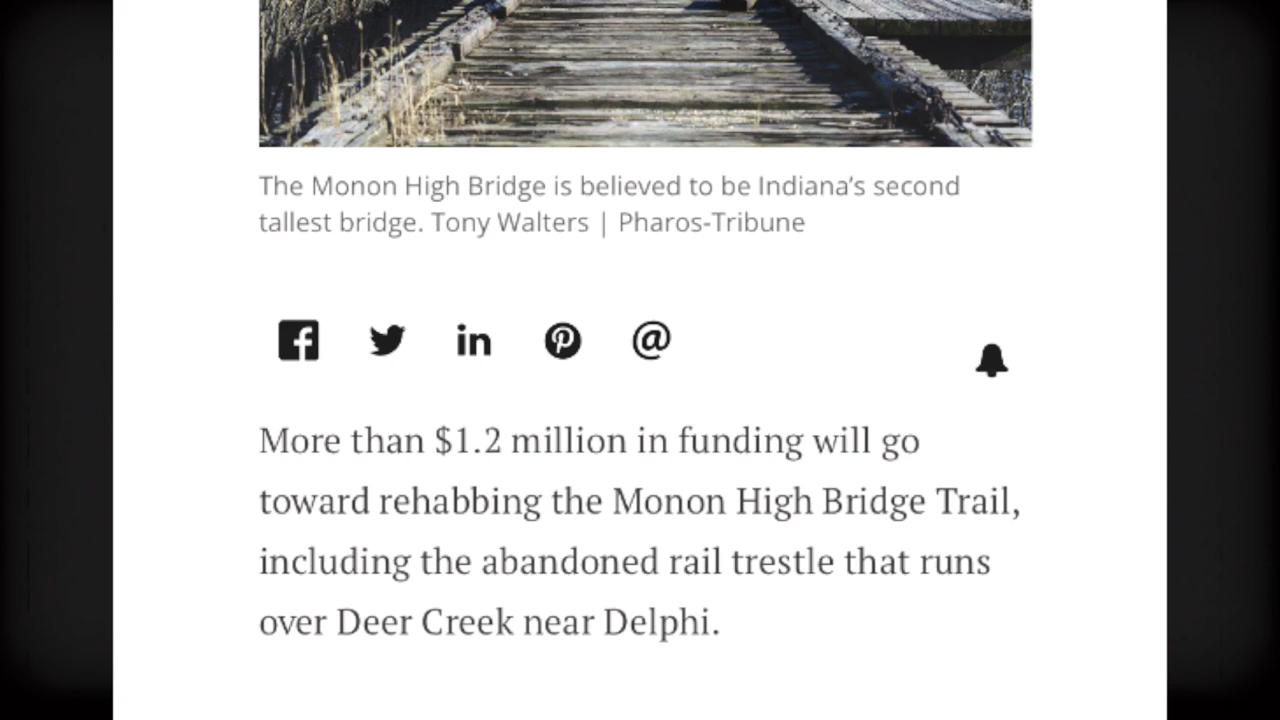 The Monon High Bridge is believed to be Indiana’s second
tallest bridge. Tony Walters | Pharos-Tribune
More than $1.2 million in funding will go
toward rehabbing the Monon High Bridge Trail,
including the abandoned rail trestle that runs
over Deer Creek near Delphi.